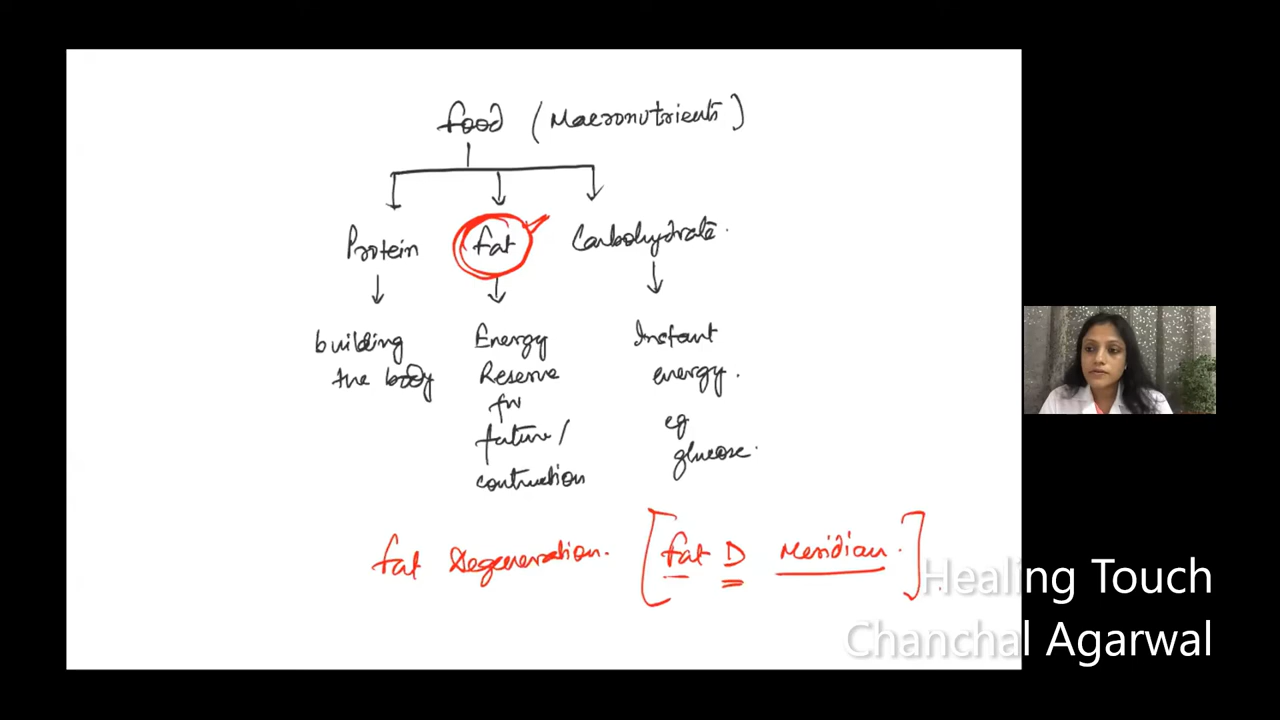 food (Macronutrients)
Protein fat Carbohydrate.
building
the body
Energy
Reserve
for
future/
contruction
Instant
energy.
eg
glucose.
fat Degeneration. [fat D Meridian.]
Healing Touch
Chanchal Agarwal